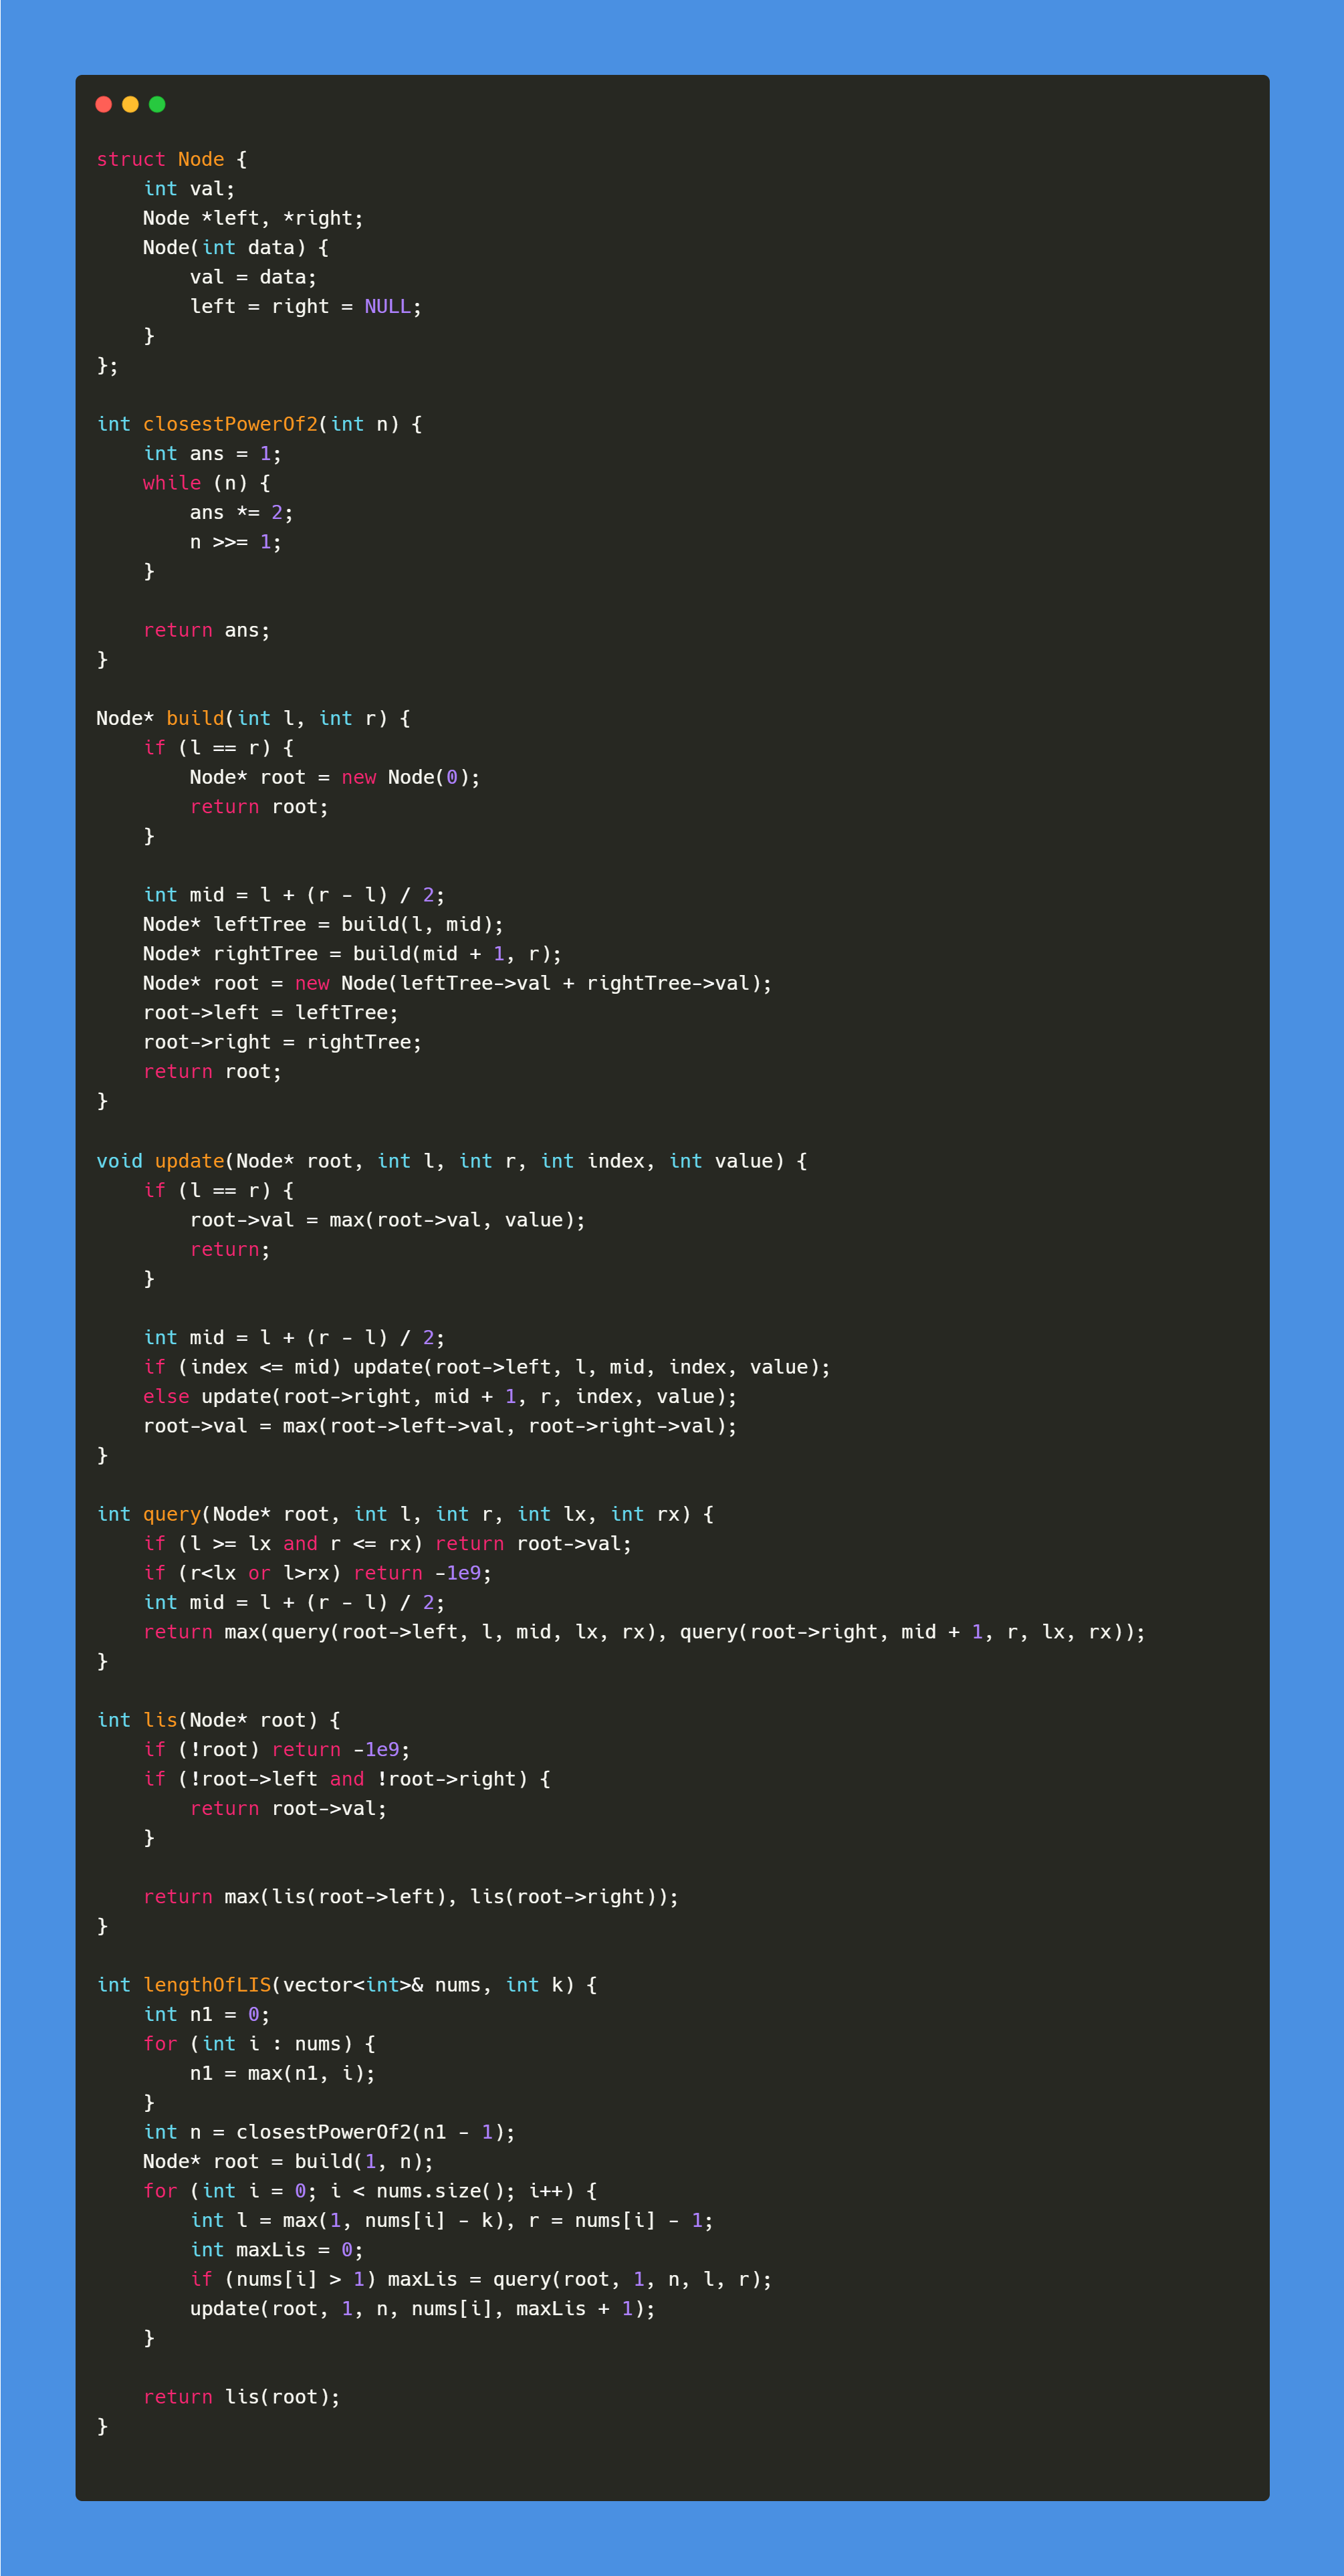 struct Node {
    int val;
    Node *left, *right;
    Node(int data) {
        val = data;
        left = right = NULL;
    }
};

int closestPowerOf2(int n) {
    int ans = 1;
    while (n) {
        ans *= 2;
        n >>= 1;
    }

    return ans;
}

Node* build(int l, int r) {
    if (l == r) {
        Node* root = new Node(0);
        return root;
    }

    int mid = l + (r - l) / 2;
    Node* leftTree = build(l, mid);
    Node* rightTree = build(mid + 1, r);
    Node* root = new Node(leftTree->val + rightTree->val);
    root->left = leftTree;
    root->right = rightTree;
    return root;
}

void update(Node* root, int l, int r, int index, int value) {
    if (l == r) {
        root->val = max(root->val, value);
        return;
    }

    int mid = l + (r - l) / 2;
    if (index <= mid) update(root->left, l, mid, index, value);
    else update(root->right, mid + 1, r, index, value);
    root->val = max(root->left->val, root->right->val);
}

int query(Node* root, int l, int r, int lx, int rx) {
    if (l >= lx and r <= rx) return root->val;
    if (r<lx or l>rx) return -1e9;
    int mid = l + (r - l) / 2;
    return max(query(root->left, l, mid, lx, rx), query(root->right, mid + 1, r, lx, rx));
}

int lis(Node* root) {
    if (!root) return -1e9;
    if (!root->left and !root->right) {
        return root->val;
    }

    return max(lis(root->left), lis(root->right));
}

int lengthOfLIS(vector<int>& nums, int k) {
    int n1 = 0;
    for (int i : nums) {
        n1 = max(n1, i);
    }
    int n = closestPowerOf2(n1 - 1);
    Node* root = build(1, n);
    for (int i = 0; i < nums.size(); i++) {
        int l = max(1, nums[i] - k), r = nums[i] - 1;
        int maxLis = 0;
        if (nums[i] > 1) maxLis = query(root, 1, n, l, r);
        update(root, 1, n, nums[i], maxLis + 1);
    }

    return lis(root);
}